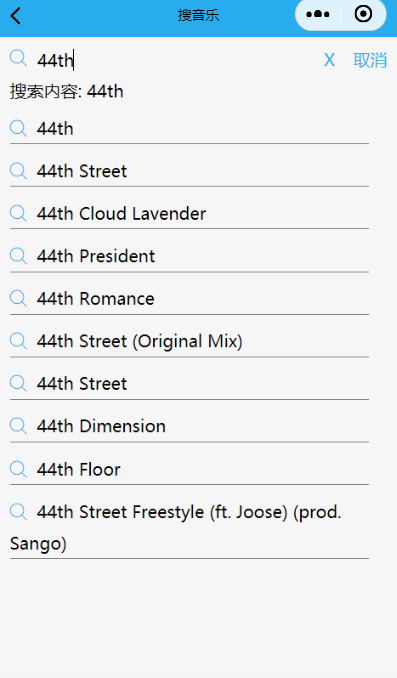 搜音乐
44th
X 取消
搜索内容: 44th
44th
44th Street
44th Cloud Lavender
44th President
44th Romance
44th Street (Original Mix)
44th Street
44th Dimension
44th Floor
44th Street Freestyle (ft. Joose) (prod.
Sango)